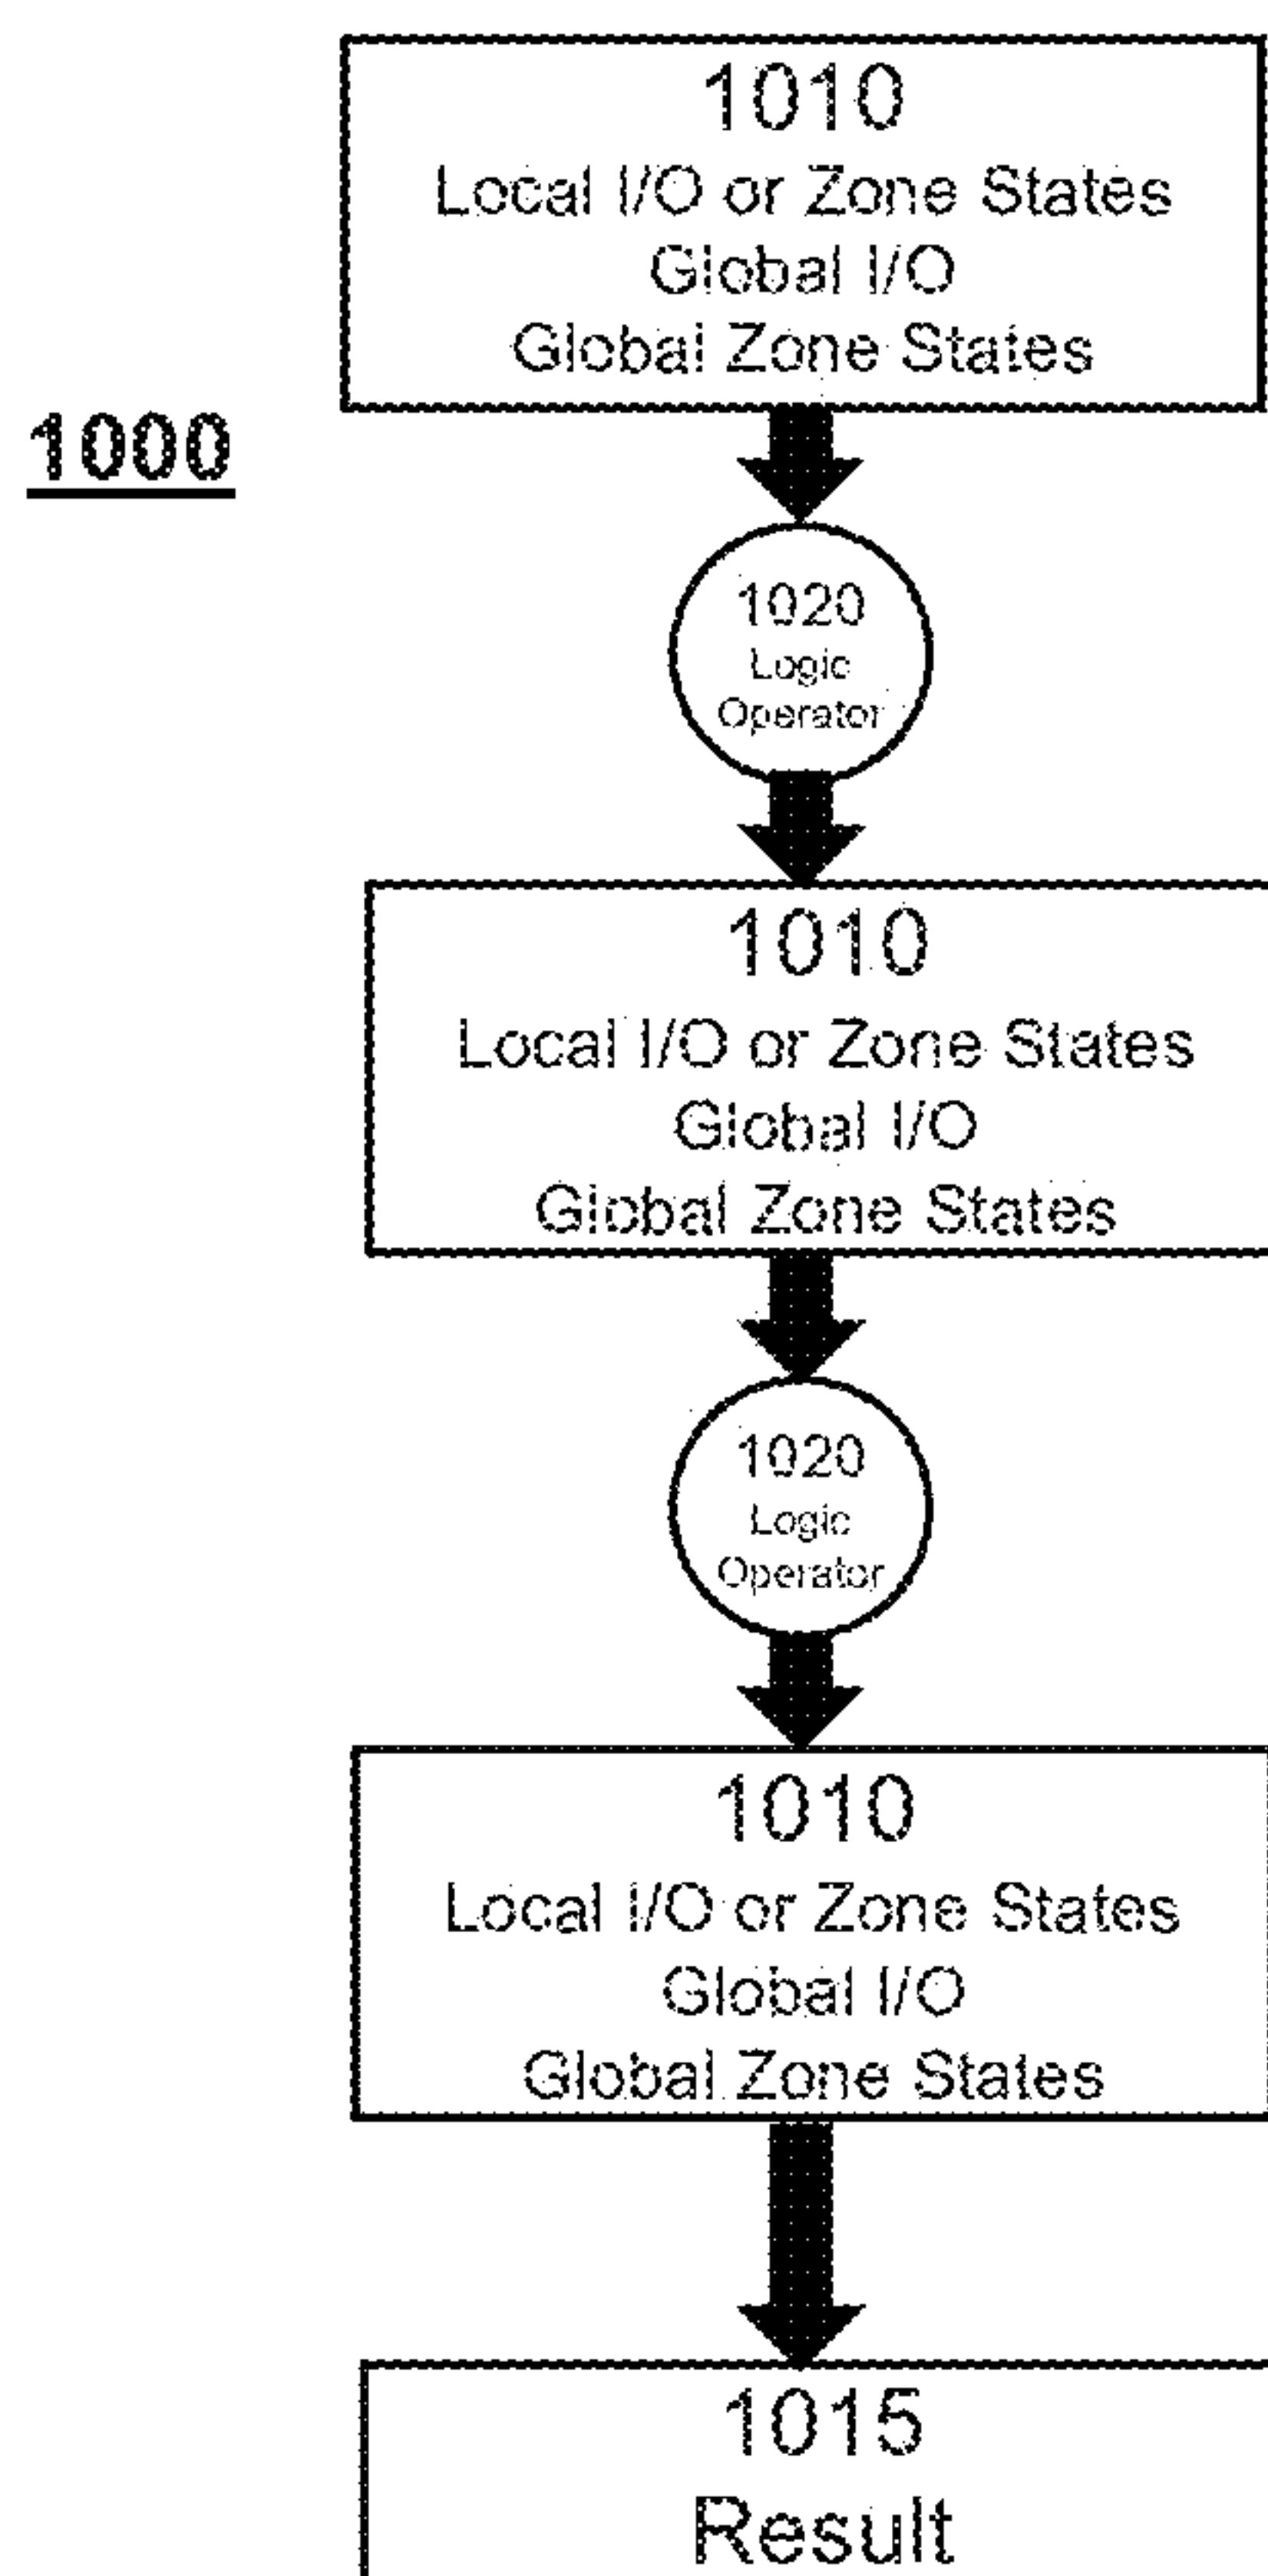 1010
Local I/O or Zone States
Global I/O
Global Zone States
1000
1020
Logic
Operator
1010
Local I/O or Zone States
Global I/O
Global Zone States
1020
Logic
Operator
1010
Local I/O or Zone States
Global I/O
Global Zone States
1015
Result